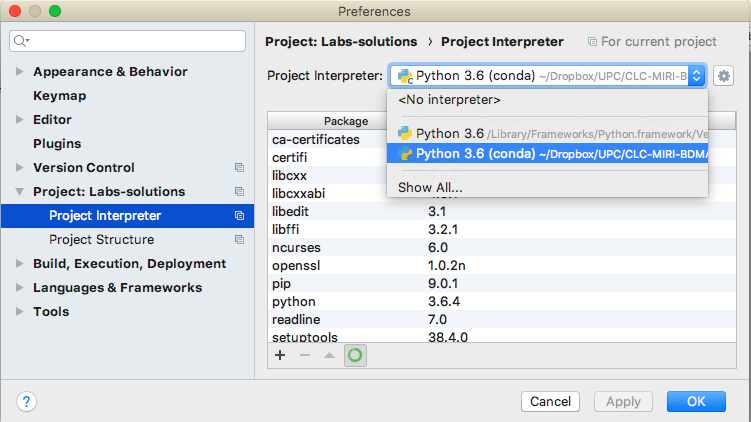 Preferences
Project: Labs-solutions › Project Interpreter For current project
Appearance & Behavior
Keymap
Editor
Plugins
Version Control
Project: Labs-solutions
Project Interpreter
Project Structure
Build, Execution, Deployment
Languages & Frameworks
Tools
Project Interpreter: Python 3.6 (conda) ~/Dropbox/UPC/CLC-MIRI-B
<No interpreter>
Python 3.6 /Library/Frameworks/Python.framework/Ve
Python 3.6 (conda) ~/Dropbox/UPC/CLC-MIRI-BDMA
Show All...
Package
ca-certificates
certifi
libcxx
libcxxabi
libedit 3.1
libffi 3.2.1
ncurses 6.0
openssl 1.0.2n
pip 9.0.1
python 3.6.4
readline 7.0
setuptools 38.4.0
? Cancel Apply OK